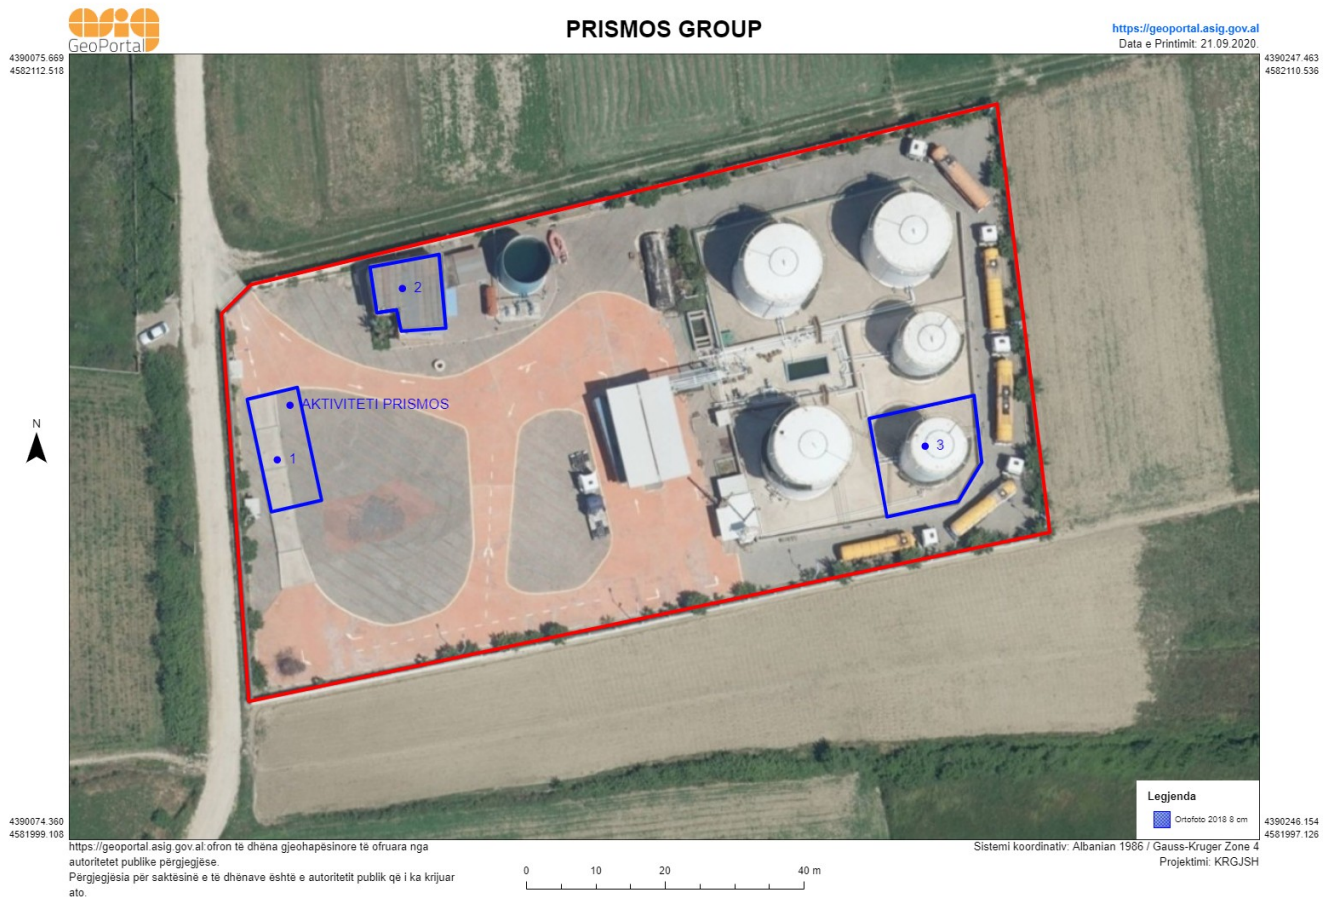 asig
GeoPortal
PRISMOS GROUP
https://geoportal.asig.gov.al
Data e Printimit: 21.09.2020.
4390075.669
4582112.518
4390247.463
4582110.536
2
AKTIVITETI PRISMOS
1
3
N
Legjenda
Ortofoto 2018 8 cm
4390074.360
4581999.108
4390246.154
4581997.126
https://geoportal.asig.gov.al:ofron të dhëna gjeohapësinore të ofruara nga
autoritetet publike përgjegjëse.
Përgjegjësia për saktësinë e të dhënave është e autoritetit publik që i ka krijuar
ato.
0 10 20 40 m
Sistemi koordinativ: Albanian 1986 / Gauss-Kruger Zone 4
Projektimi: KRGJSH